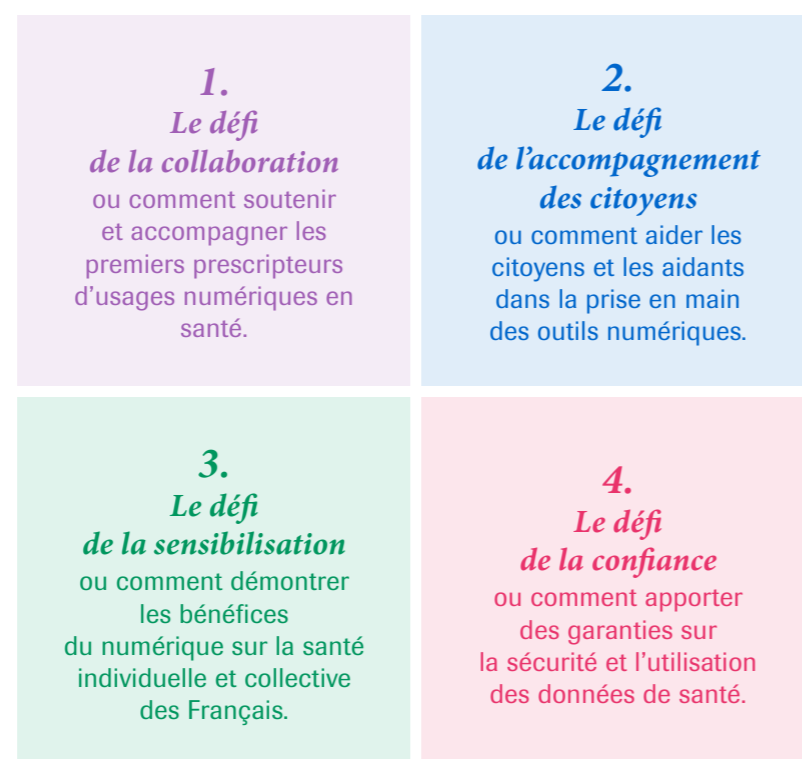 1.
Le défi
de la collaboration
ou comment soutenir
et accompagner les
premiers prescripteurs
d’usages numériques en
santé.
2.
Le défi
de l’accompagnement
des citoyens
ou comment aider les
citoyens et les aidants
dans la prise en main
des outils numériques.
3.
Le défi
de la sensibilisation
ou comment démontrer
les bénéfices
du numérique sur la santé
individuelle et collective
des Français.
4.
Le défi
de la confiance
ou comment apporter
des garanties sur
la sécurité et l’utilisation
des données de santé.